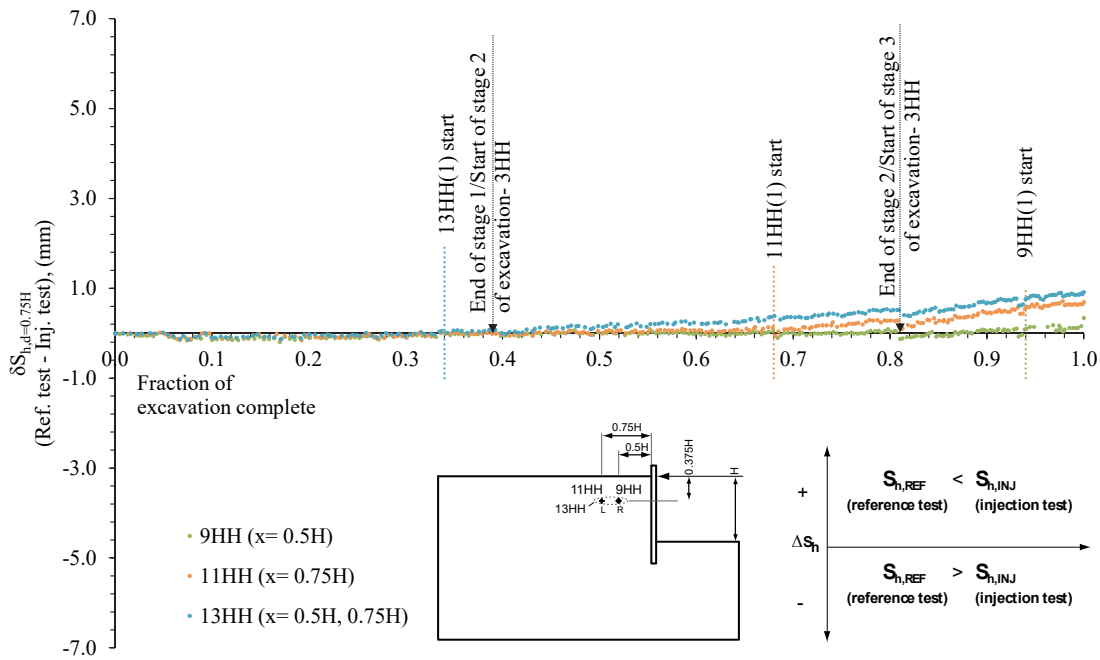 7.0
5.0
3.0
1.0
-1.0
-3.0
-5.0
-7.0
δS h,d=0.75H
(Ref. test - Inj. test), (mm)
0.0
0.1
0.2
0.3
0.4
0.5
0.6
0.7
0.8
0.9
1.0
Fraction of
excavation complete
13HH(1) start
End of stage 1/Start of stage 2
of excavation- 3HH
11HH(1) start
End of stage 2/Start of stage 3
of excavation- 3HH
9HH(1) start
9HH (x= 0.5H)
11HH (x= 0.75H)
13HH (x= 0.5H, 0.75H)
0.75H
0.5H
0.375H
H
11HH 9HH
13HH
L R
+
ΔSh
-
Sh,REF < Sh,INJ
(reference test) (injection test)
Sh,REF > Sh,INJ
(reference test) (injection test)